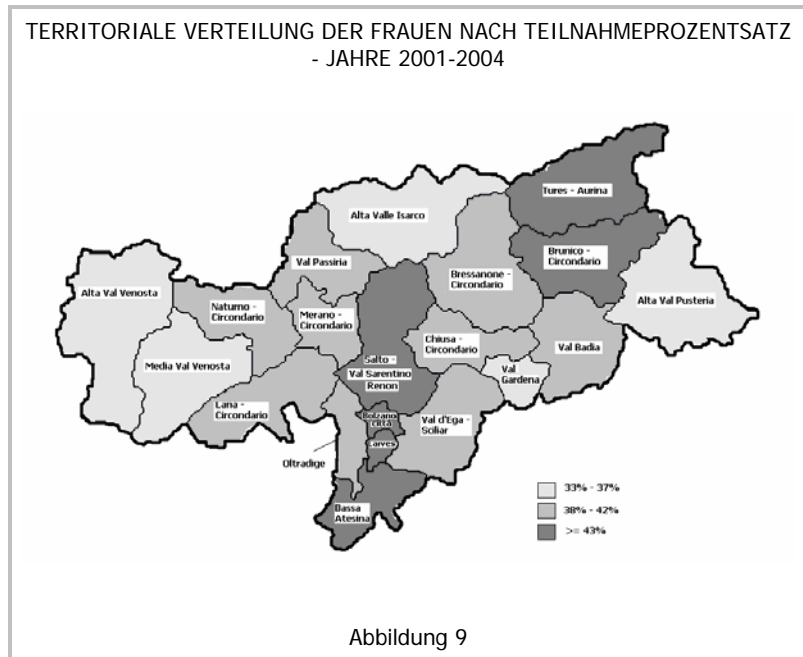 TERRITORIALE VERTEILUNG DER FRAUEN NACH TEILNAHMEPROZENTSATZ
- JAHRE 2001-2004
Tures - Aurina
Alta Valle Isarco
Brunico -
Circondario
Val Passiria
Bressanone -
Circondario
Alta Val Venosta
Alta Val Pusteria
Naturno -
Circondario
Merano -
Circondario
Chiusa -
Circondario
Val Badia
Media Val Venosta
Salto -
Val Sarentino
Renon
Val
Gardena
Lana -
Circondario
Bolzano
Città
Val d'Ega -
Sciliar
Laives
Oltradige
Bassa
Atesina
33% - 37%
38% - 42%
>= 43%
Abbildung 9